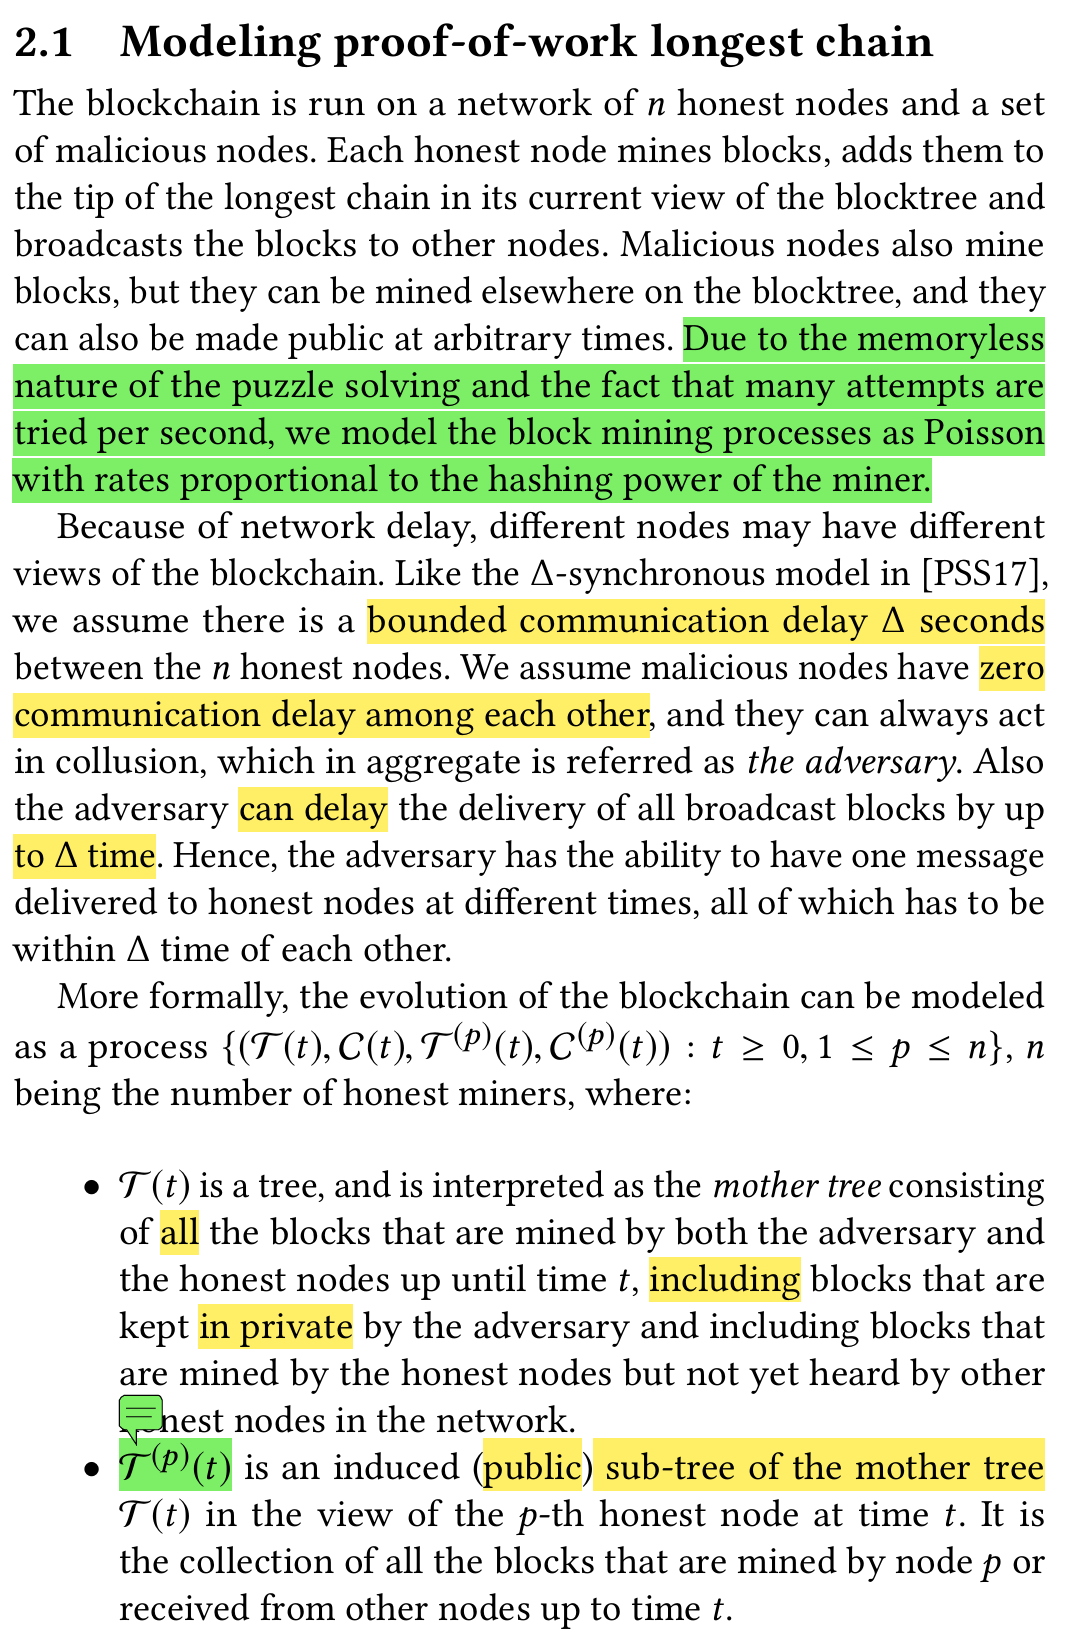 2.1 Modeling proof-of-work longest chain
The blockchain is run on a network of n honest nodes and a set
of malicious nodes. Each honest node mines blocks, adds them to
the tip of the longest chain in its current view of the blocktree and
broadcasts the blocks to other nodes. Malicious nodes also mine
blocks, but they can be mined elsewhere on the blocktree, and they
can also be made public at arbitrary times. Due to the memoryless
nature of the puzzle solving and the fact that many attempts are
tried per second, we model the block mining processes as Poisson
with rates proportional to the hashing power of the miner.
Because of network delay, different nodes may have different
views of the blockchain. Like the Δ-synchronous model in [PSS17],
we assume there is a bounded communication delay Δ seconds
between the n honest nodes. We assume malicious nodes have zero
communication delay among each other, and they can always act
in collusion, which in aggregate is referred as the adversary. Also
the adversary can delay the delivery of all broadcast blocks by up
to Δ time. Hence, the adversary has the ability to have one message
delivered to honest nodes at different times, all of which has to be
within Δ time of each other.
More formally, the evolution of the blockchain can be modeled
as a process {(𝒯(t), C(t), 𝒯^(p)(t), C^(p)(t)) : t ≥ 0, 1 ≤ p ≤ n}, n
being the number of honest miners, where:
• 𝒯(t) is a tree, and is interpreted as the mother tree consisting
of all the blocks that are mined by both the adversary and
the honest nodes up until time t, including blocks that are
kept in private by the adversary and including blocks that
are mined by the honest nodes but not yet heard by other
nest nodes in the network.
• 𝒯^(p)(t) is an induced (public) sub-tree of the mother tree
𝒯(t) in the view of the p-th honest node at time t. It is
the collection of all the blocks that are mined by node p or
received from other nodes up to time t.